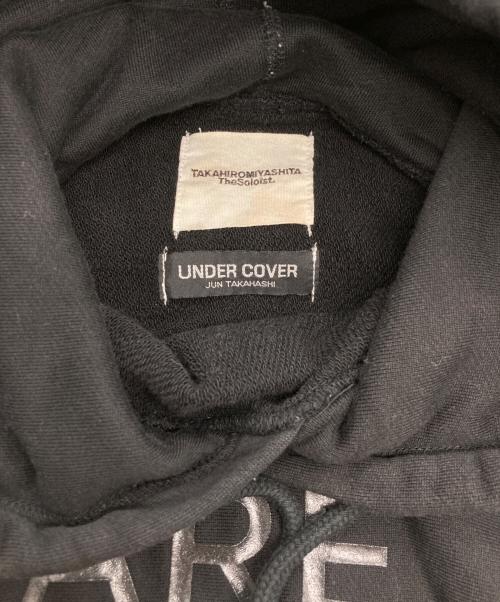 TAKAHIROMIYASHITA
TheSoloist.
UNDER COVER
JUN TAKAHASHI
ARE